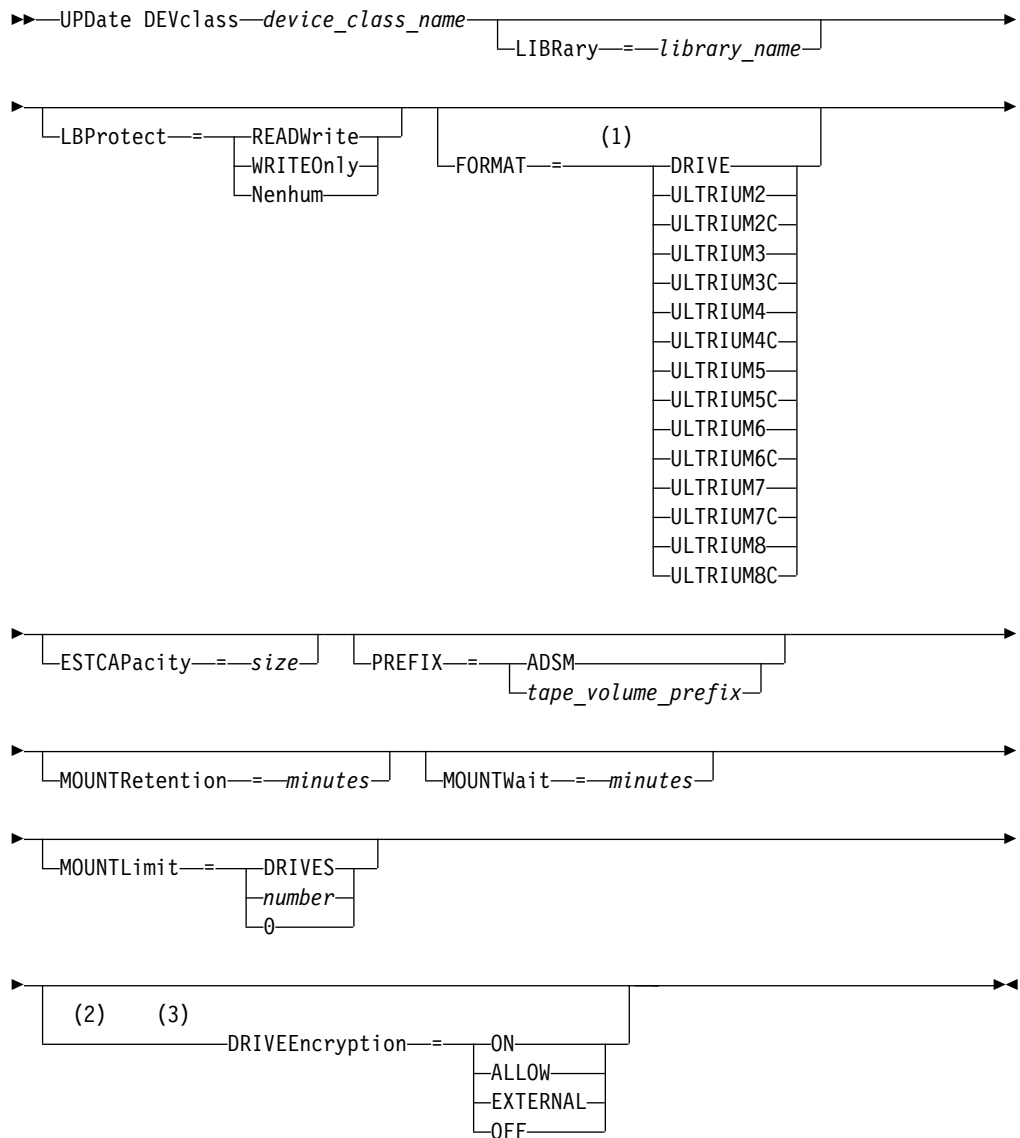 UPDate DEVclass device_class_name
LIBRary = library_name
LBProtect = READWrite
WRITEOnly
Nenhum
(1)
FORMAT = DRIVE
ULTRIUM2
ULTRIUM2C
ULTRIUM3
ULTRIUM3C
ULTRIUM4
ULTRIUM4C
ULTRIUM5
ULTRIUM5C
ULTRIUM6
ULTRIUM6C
ULTRIUM7
ULTRIUM7C
ULTRIUM8
ULTRIUM8C
ESTCAPacity = size
PREFIX = ADSM
tape_volume_prefix
MOUNTRetention = minutes
MOUNTWait = minutes
MOUNTLimit = DRIVES
number
0
(2) (3)
DRIVEEncryption = ON
ALLOW
EXTERNAL
OFF